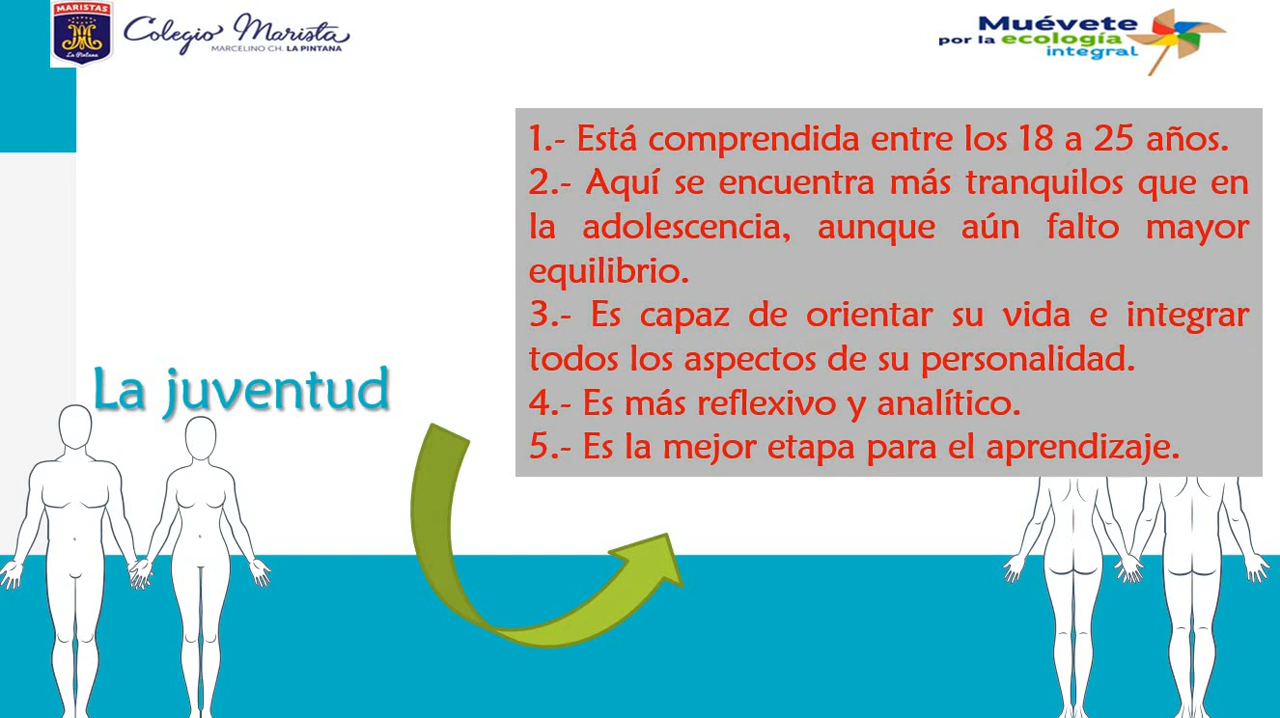 MARISTAS
La Pintana
Colegio Marista
MARCELINO CH. LA PINTANA
Muévete
por la ecología
integral
1.- Está comprendida entre los 18 a 25 años.
2.- Aquí se encuentra más tranquilos que en
la adolescencia, aunque aún falto mayor
equilibrio.
3.- Es capaz de orientar su vida e integrar
todos los aspectos de su personalidad.
4.- Es más reflexivo y analítico.
5.- Es la mejor etapa para el aprendizaje.
La juventud